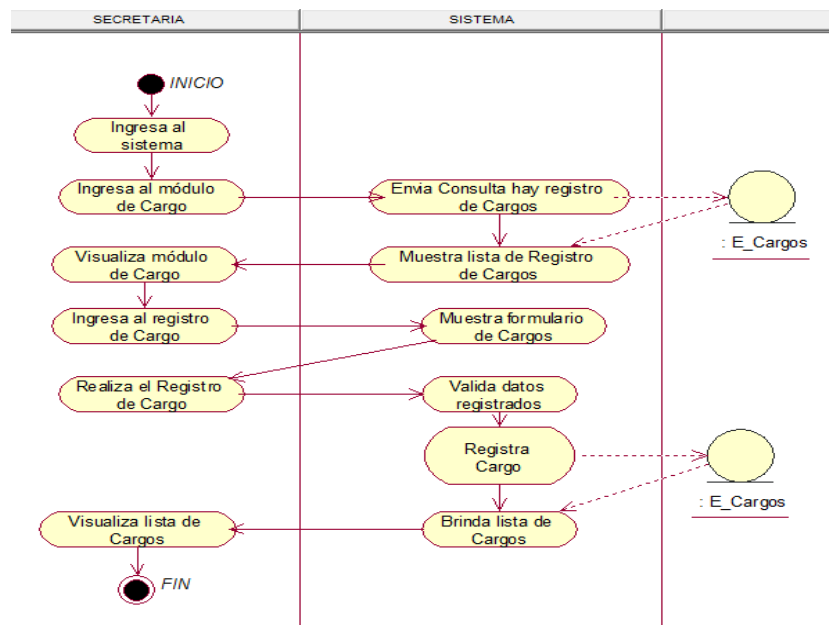 SECRETARIA
SISTEMA
INICIO
Ingresa al
sistema
Ingresa al módulo
de Cargo
Envia Consulta hay registro
de Cargos
: E_Cargos
Visualiza módulo
de Cargo
Muestra lista de Registro
de Cargos
Ingresa al registro
de Cargo
Muestra formulario
de Cargos
Realiza el Registro
de Cargo
Valida datos
registrados
Registra
Cargo
: E_Cargos
Visualiza lista de
Cargos
Brinda lista de
Cargos
FIN